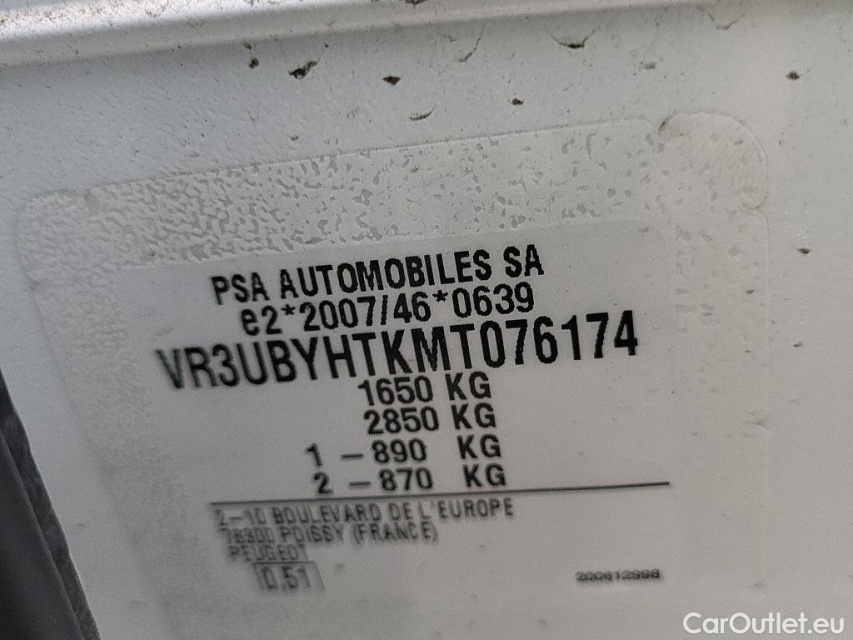 PSA AUTOMOBILES SA
e2*2007/46*0639
VR3UBYHTKMT076174
1650 KG
2850 KG
1 - 890 KG
2 - 870 KG
2-10 BOULEVARD DE L'EUROPE
78300 POISSY (FRANCE)
PEUGEOT
0,51
200612998
CarOutlet.eu